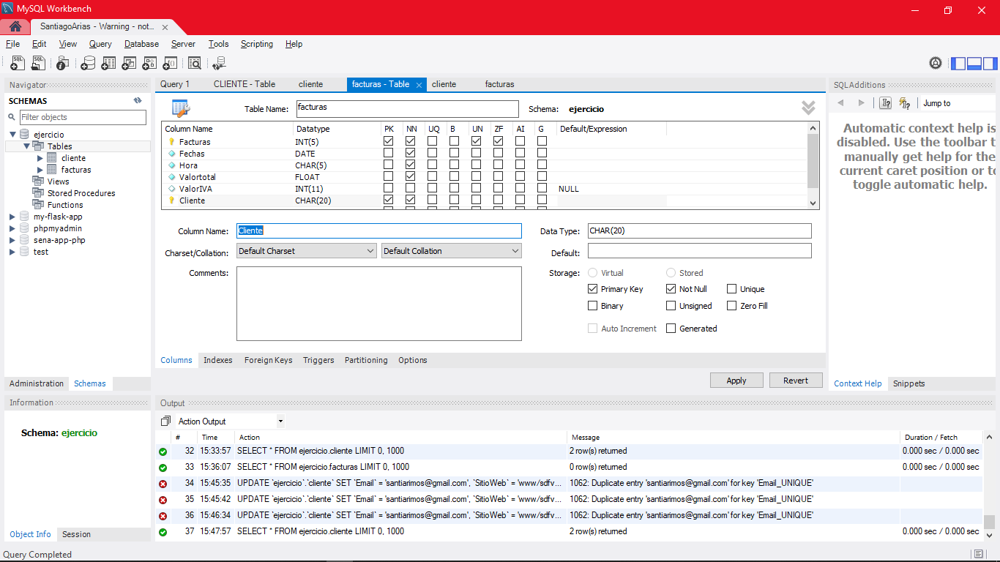 MySQL Workbench
SantiagoArias - Warning - not...
File Edit View Query Database Server Tools Scripting Help
Navigator
SCHEMAS
Filter objects
ejercicio
Tables
cliente
facturas
Views
Stored Procedures
Functions
my-flask-app
phpmyadmin
sena-app-php
test
Administration Schemas
Information
Schema: ejercicio
Object Info Session
Query 1 CLIENTE - Table cliente facturas - Table cliente facturas
Table Name: facturas Schema: ejercicio
Column Name Datatype PK NN UQ B UN ZF AI G Default/Expression
Facturas INT(5)
Fechas DATE
Hora CHAR(5)
Valortotal FLOAT
ValorIVA INT(11) NULL
Cliente CHAR(20)
Column Name: Cliente Data Type: CHAR(20)
Charset/Collation: Default Charset Default Collation Default:
Comments: Storage: Virtual Stored
Primary Key Not Null Unique
Binary Unsigned Zero Fill
Auto Increment Generated
Columns Indexes Foreign Keys Triggers Partitioning Options
Apply Revert
SQLAdditions
Jump to
Automatic context help is
disabled. Use the toolbar t
manually get help for the
current caret position or to
toggle automatic help.
Context Help Snippets
Output
Action Output
# Time Action Message Duration / Fetch
32 15:33:57 SELECT * FROM ejercicio.cliente LIMIT 0, 1000 2 row(s) returned 0.000 sec / 0.000 sec
33 15:36:07 SELECT * FROM ejercicio.facturas LIMIT 0, 1000 0 row(s) returned 0.000 sec / 0.000 sec
34 15:45:35 UPDATE `ejercicio`.`cliente` SET `Email` = 'santiarimos@gmail.com', `SitioWeb` = 'www/sdfv... 1062: Duplicate entry 'santiarimos@gmail.com' for key 'Email_UNIQUE'
35 15:45:42 UPDATE `ejercicio`.`cliente` SET `Email` = 'santiarimos@gmail.com', `SitioWeb` = 'www/sdfv... 1062: Duplicate entry 'santiarimos@gmail.com' for key 'Email_UNIQUE'
36 15:46:34 UPDATE `ejercicio`.`cliente` SET `Email` = 'santiarimos@gmail.com', `SitioWeb` = 'www/sdfv... 1062: Duplicate entry 'santiarimos@gmail.com' for key 'Email_UNIQUE'
37 15:47:57 SELECT * FROM ejercicio.cliente LIMIT 0, 1000 2 row(s) returned 0.000 sec / 0.000 sec
Query Completed